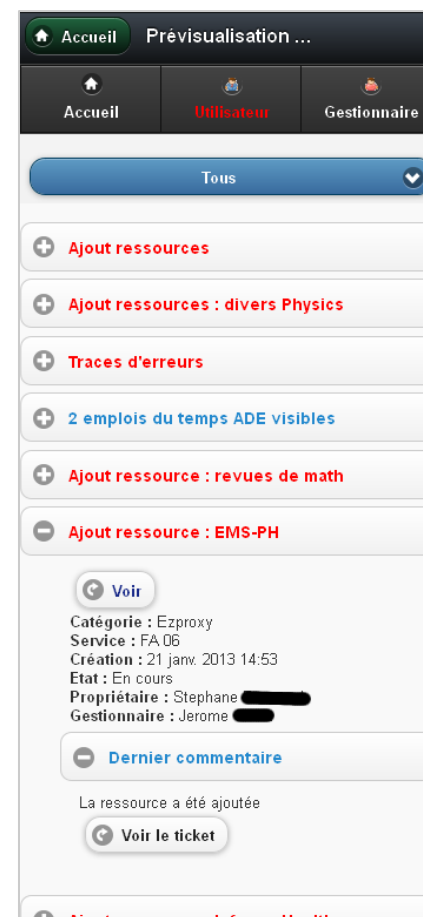 Accueil Prévisualisation ...
Accueil Utilisateur Gestionnaire
Tous
Ajout ressources
Ajout ressources : divers Physics
Traces d'erreurs
2 emplois du temps ADE visibles
Ajout ressource : revues de math
Ajout ressource : EMS-PH
Voir
Catégorie : Ezproxy
Service : FA 06
Création : 21 janv. 2013 14:53
Etat : En cours
Propriétaire : Stephane
Gestionnaire : Jerome
Dernier commentaire
La ressource a été ajoutée
Voir le ticket